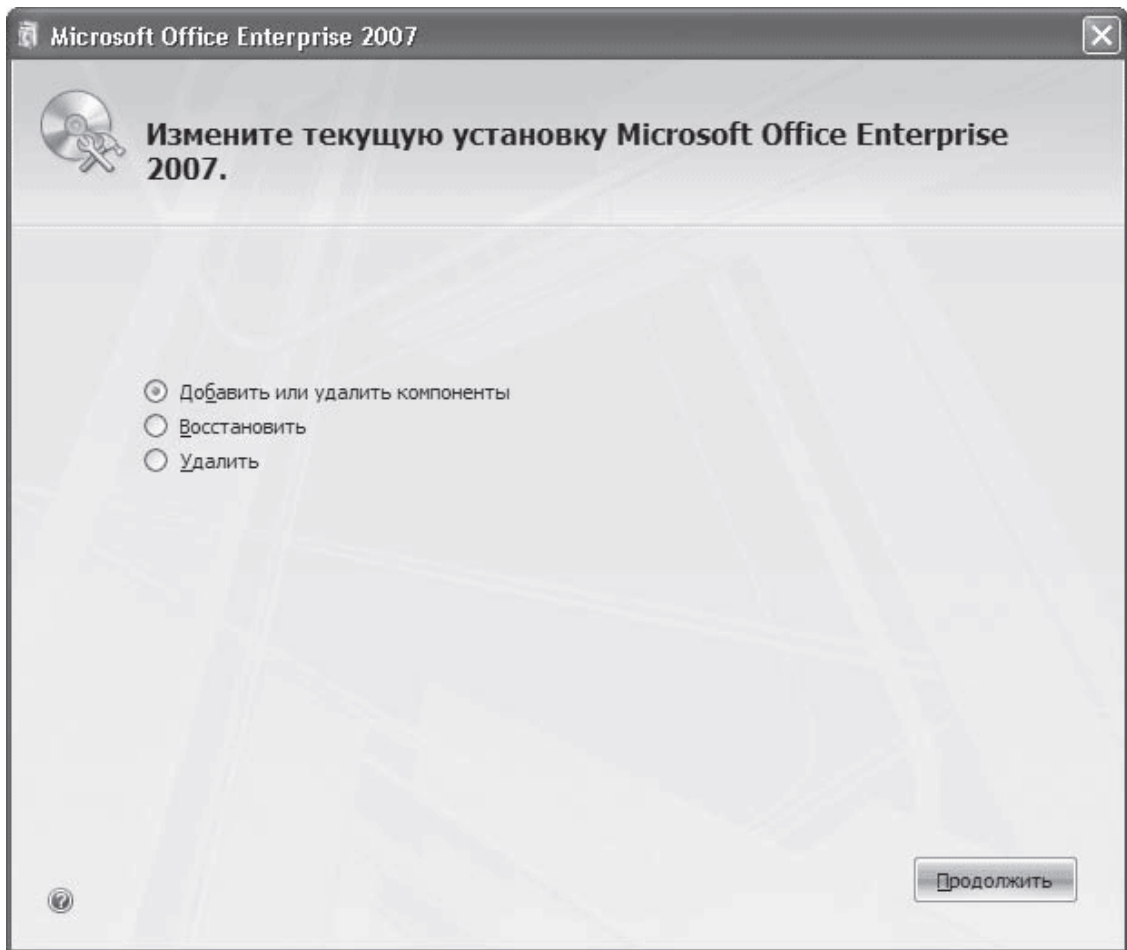 Microsoft Office Enterprise 2007
Измените текущую установку Microsoft Office Enterprise
2007.
Добавить или удалить компоненты
Восстановить
Удалить
Продолжить